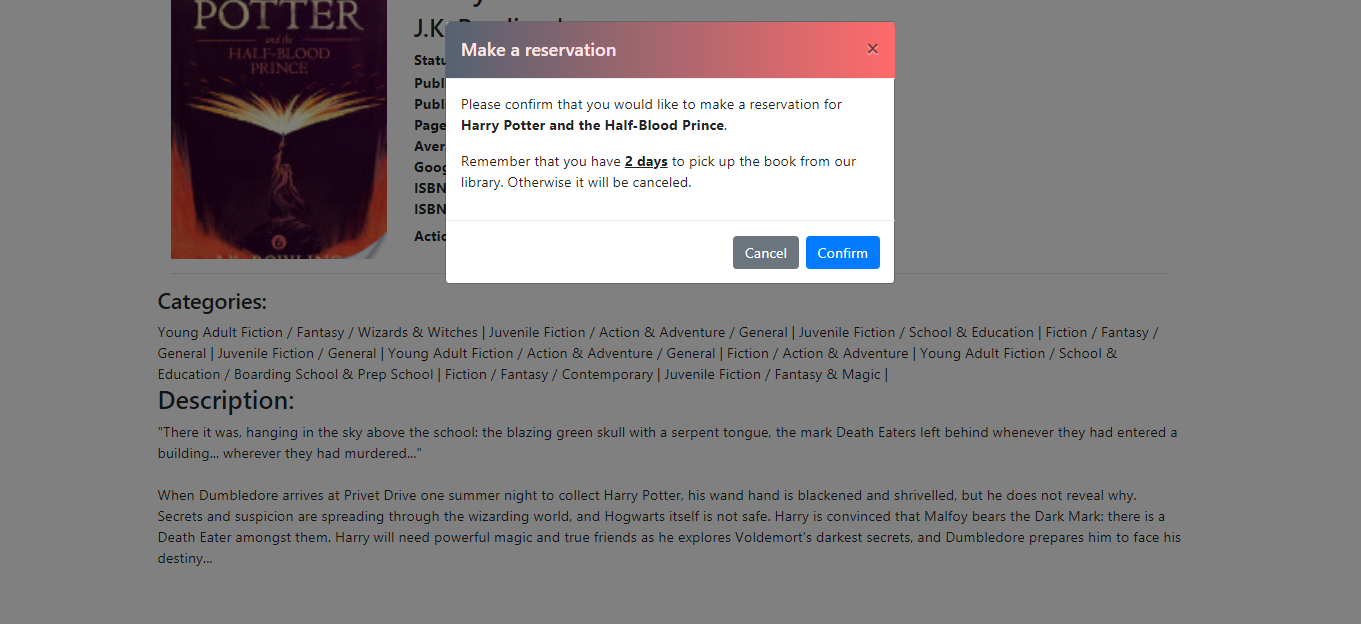 POTTER
and the
HALF-BLOOD
PRINCE
6
J.K.
Make a reservation
×
Please confirm that you would like to make a reservation for
Harry Potter and the Half-Blood Prince.
Remember that you have 2 days to pick up the book from our
library. Otherwise it will be canceled.
Cancel Confirm
Statu
Publ
Publ
Page
Aver
Goog
ISBN
ISBN
Actio
Categories:
Young Adult Fiction / Fantasy / Wizards & Witches | Juvenile Fiction / Action & Adventure / General | Juvenile Fiction / School & Education | Fiction / Fantasy /
General | Juvenile Fiction / General | Young Adult Fiction / Action & Adventure / General | Fiction / Action & Adventure | Young Adult Fiction / School &
Education / Boarding School & Prep School | Fiction / Fantasy / Contemporary | Juvenile Fiction / Fantasy & Magic |
Description:
"There it was, hanging in the sky above the school: the blazing green skull with a serpent tongue, the mark Death Eaters left behind whenever they had entered a
building... wherever they had murdered..."
When Dumbledore arrives at Privet Drive one summer night to collect Harry Potter, his wand hand is blackened and shrivelled, but he does not reveal why.
Secrets and suspicion are spreading through the wizarding world, and Hogwarts itself is not safe. Harry is convinced that Malfoy bears the Dark Mark: there is a
Death Eater amongst them. Harry will need powerful magic and true friends as he explores Voldemort's darkest secrets, and Dumbledore prepares him to face his
destiny...